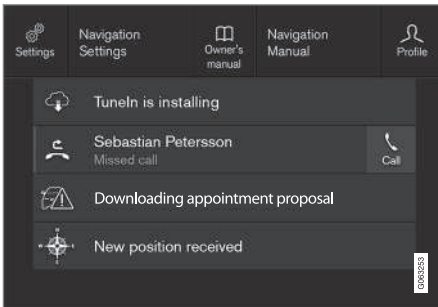 Settings
Navigation
Settings
Owner's
manual
Navigation
Manual
Profile
TuneIn is installing
Sebastian Petersson
Missed call
Call
Downloading appointment proposal
New position received
G063253